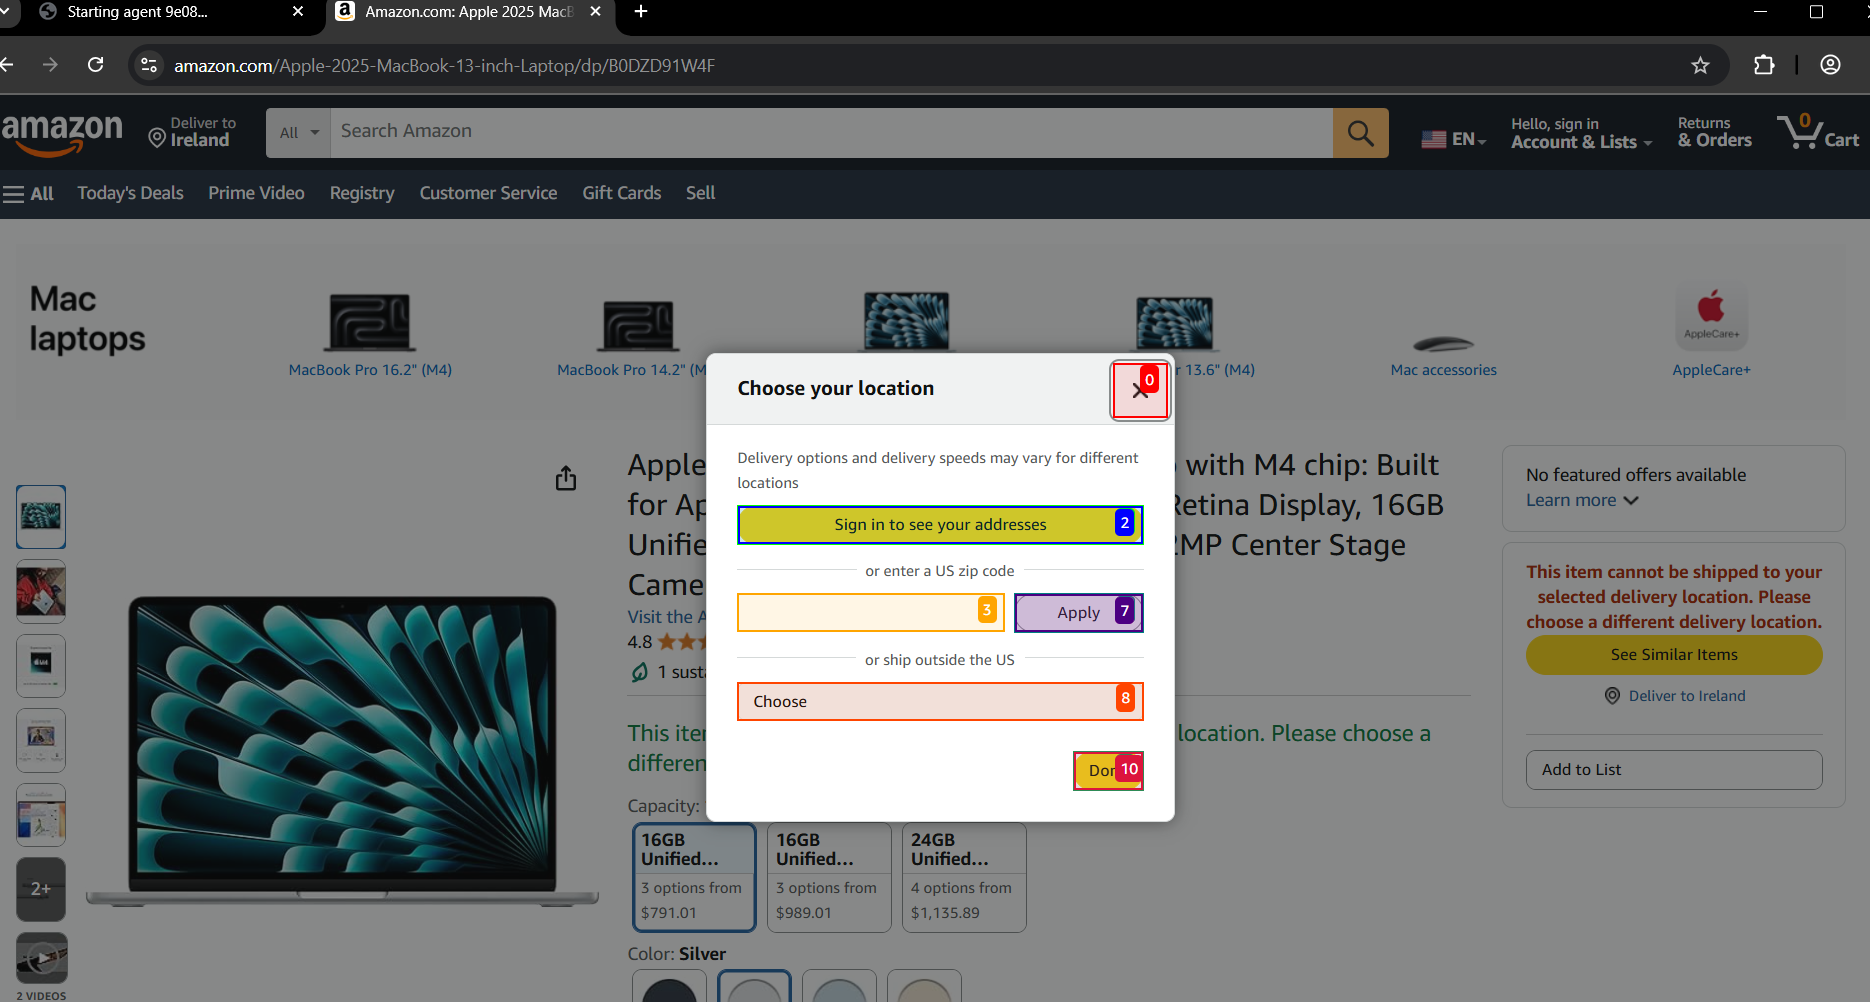 Starting agent 9e08...
Amazon.com: Apple 2025 MacB
amazon.com/Apple-2025-MacBook-13-inch-Laptop/dp/B0DZD91W4F
amazon
Deliver to
Ireland
All
Search Amazon
EN
Hello, sign in
Account & Lists
Returns
& Orders
0
Cart
All
Today's Deals
Prime Video
Registry
Customer Service
Gift Cards
Sell
Mac
laptops
MacBook Pro 16.2" (M4)
MacBook Pro 14.2" (M
r 13.6" (M4)
Mac accessories
AppleCare+
AppleCare+
Choose your location
0
Delivery options and delivery speeds may vary for different
locations
Sign in to see your addresses
2
or enter a US zip code
3
Apply
7
or ship outside the US
Choose
8
Don
10
Apple
with M4 chip: Built
for Ap
Retina Display, 16GB
Unifie
2MP Center Stage
Came
Visit the A
4.8
1 susta
This iter
location. Please choose a
differen
Capacity:
16GB
Unified...
3 options from
$791.01
16GB
Unified...
3 options from
$989.01
24GB
Unified...
4 options from
$1,135.89
Color: Silver
2+
2 VIDEOS
No featured offers available
Learn more
This item cannot be shipped to your
selected delivery location. Please
choose a different delivery location.
See Similar Items
Deliver to Ireland
Add to List